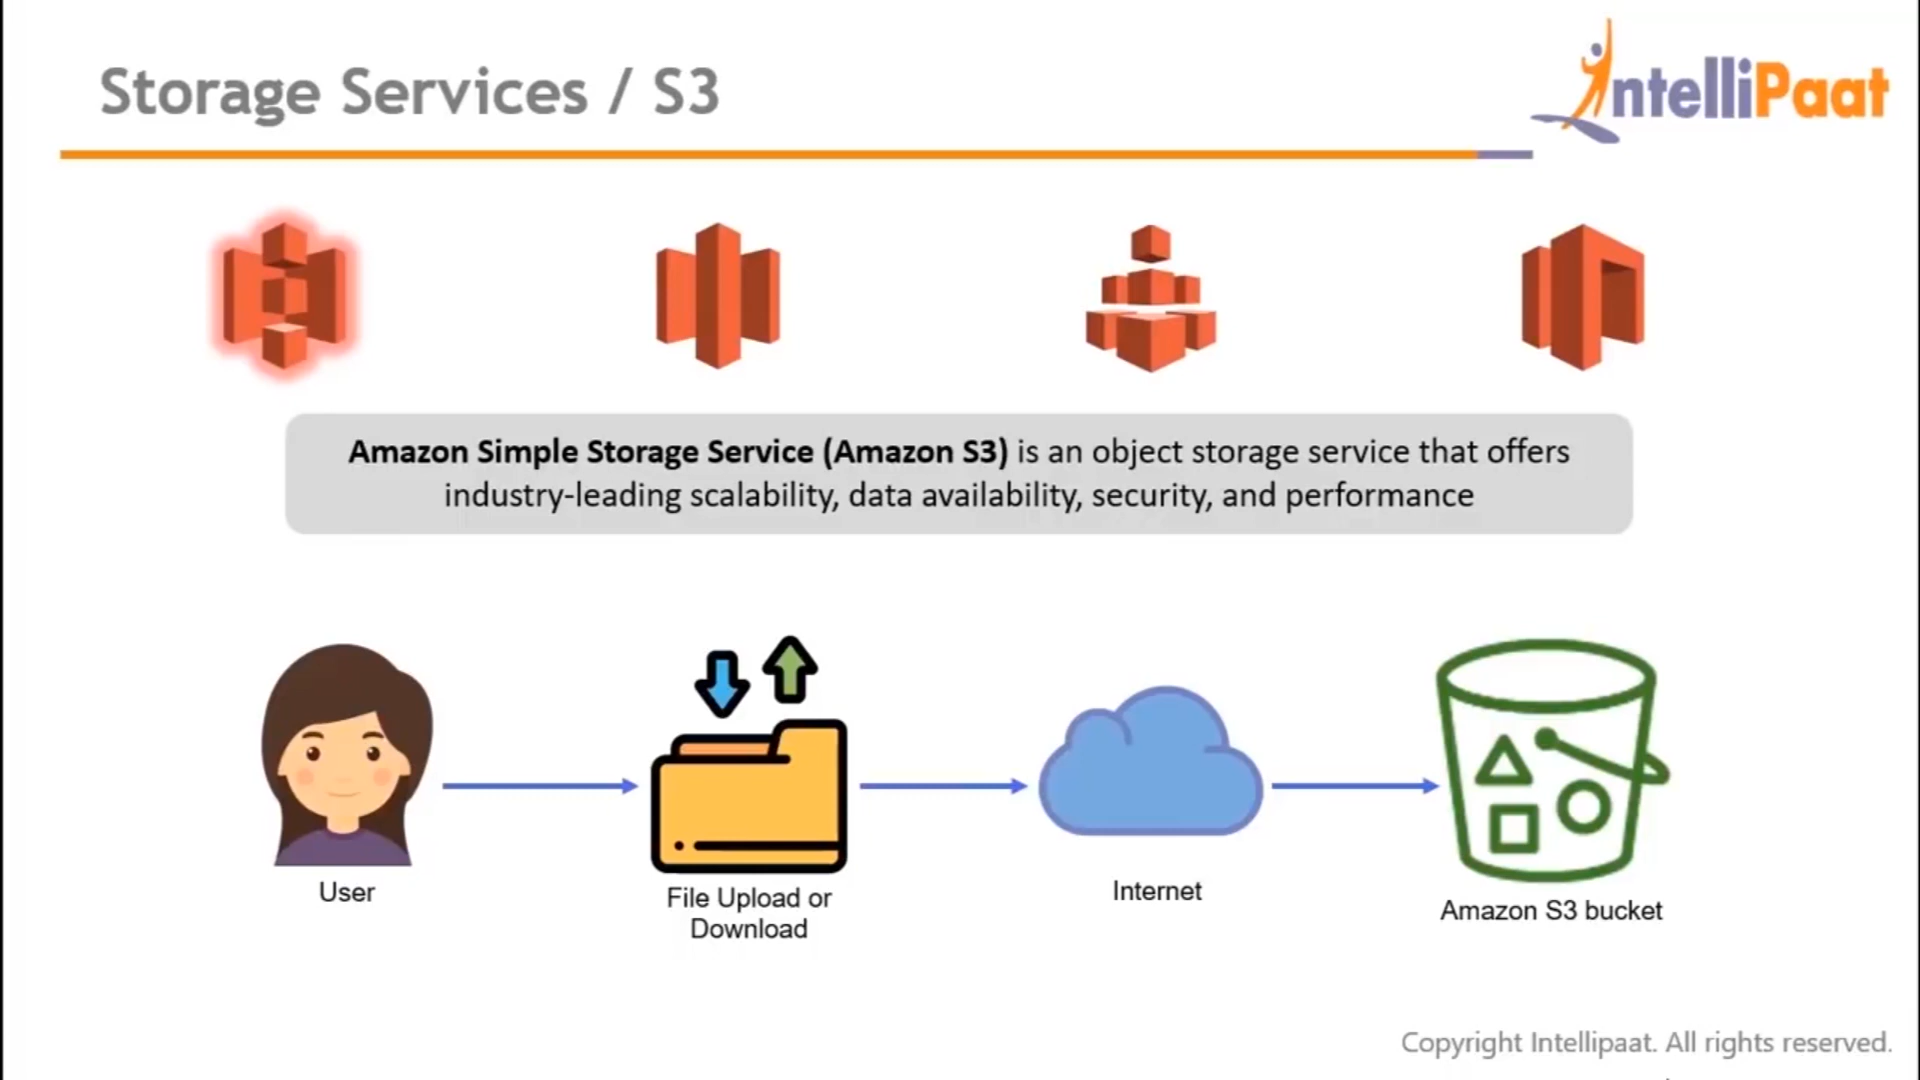 Storage Services / S3
IntelliPaat
Amazon Simple Storage Service (Amazon S3) is an object storage service that offers
industry-leading scalability, data availability, security, and performance
User
File Upload or
Download
Internet
Amazon S3 bucket
Copyright Intellipaat. All rights reserved.